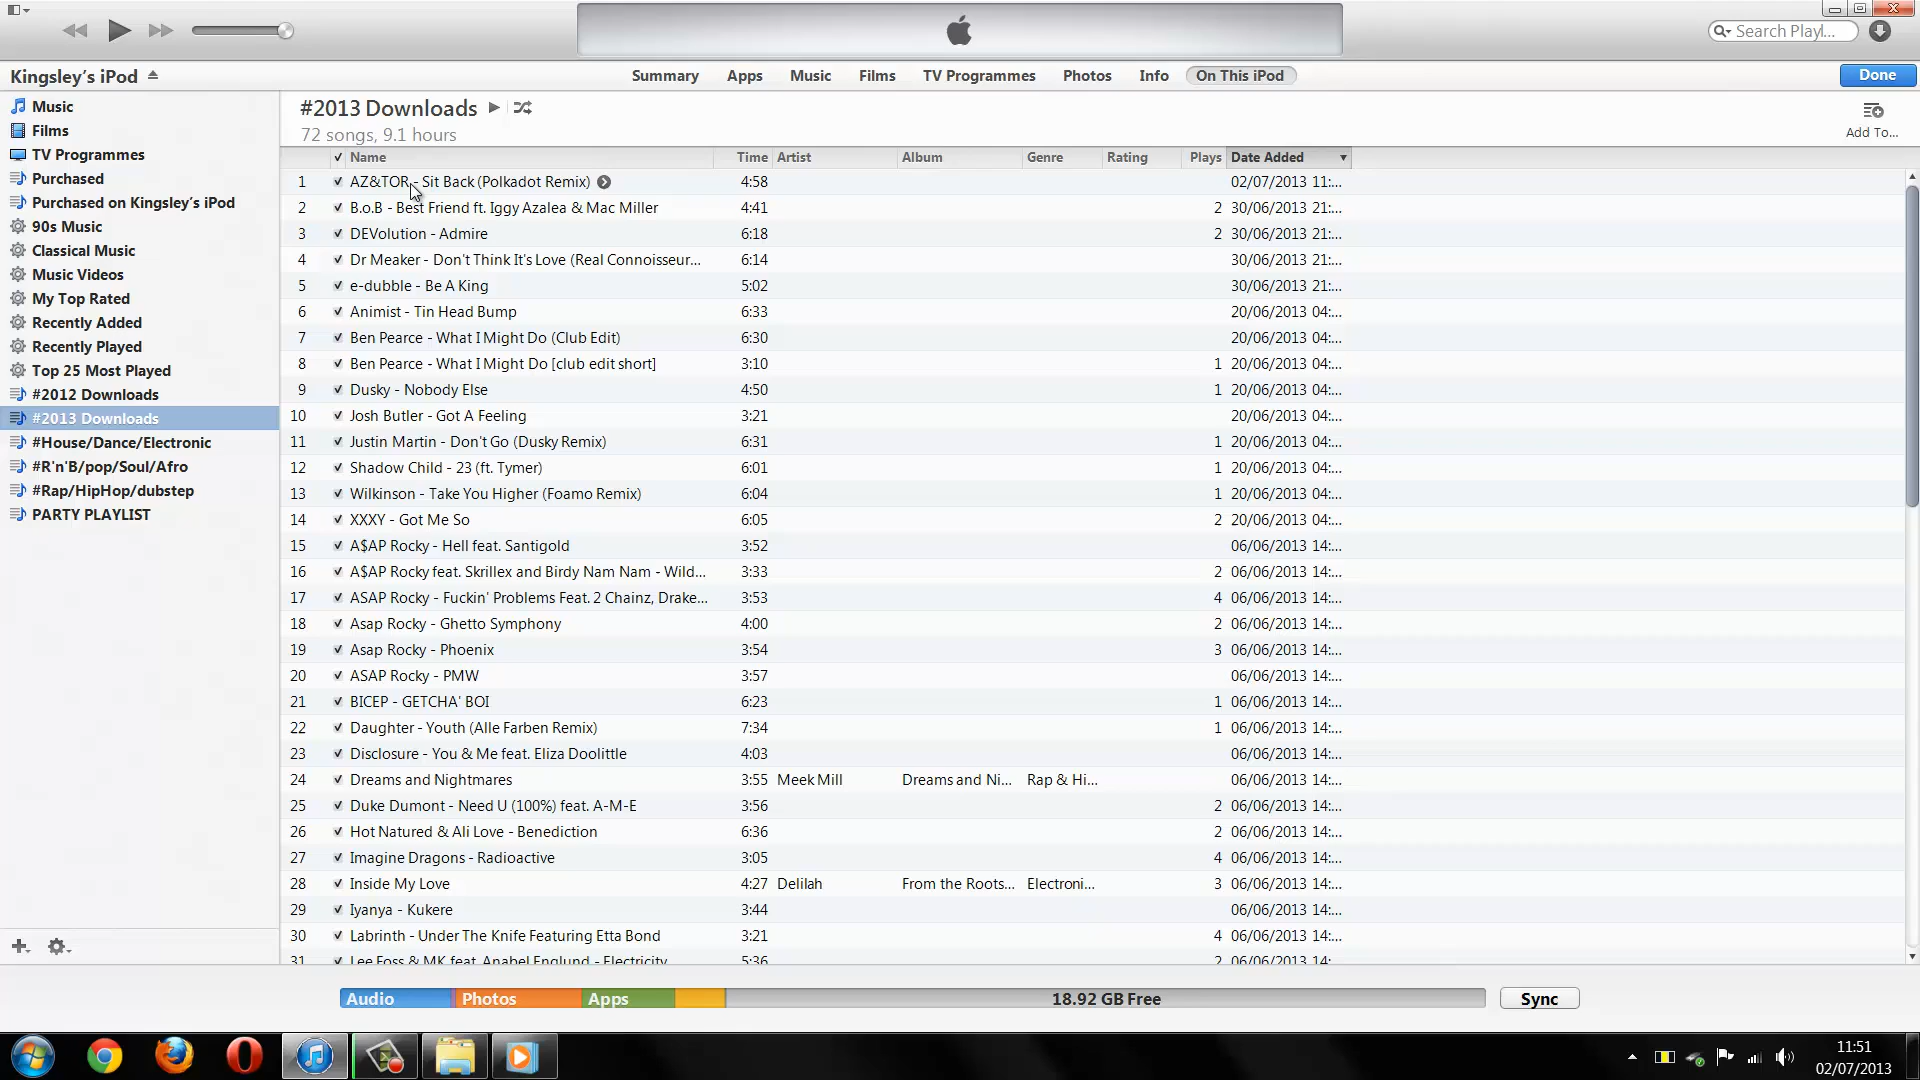 Search Playl...
Kingsley's iPod
Summary Apps Music Films TV Programmes Photos Info On This iPod Done
Music
Films
TV Programmes
Purchased
Purchased on Kingsley's iPod
90s Music
Classical Music
Music Videos
My Top Rated
Recently Added
Recently Played
Top 25 Most Played
#2012 Downloads
#2013 Downloads
#House/Dance/Electronic
#R'n'B/pop/Soul/Afro
#Rap/HipHop/dubstep
PARTY PLAYLIST
#2013 Downloads
72 songs, 9.1 hours
Add To...
Name Time Artist Album Genre Rating Plays Date Added
1 AZ&TOR - Sit Back (Polkadot Remix) 4:58 02/07/2013 11:...
2 B.o.B - Best Friend ft. Iggy Azalea & Mac Miller 4:41 2 30/06/2013 21:...
3 DEVolution - Admire 6:18 2 30/06/2013 21:...
4 Dr Meaker - Don't Think It's Love (Real Connoisseur... 6:14 30/06/2013 21:...
5 e-dubble - Be A King 5:02 30/06/2013 21:...
6 Animist - Tin Head Bump 6:33 20/06/2013 04:...
7 Ben Pearce - What I Might Do (Club Edit) 6:30 20/06/2013 04:...
8 Ben Pearce - What I Might Do [club edit short] 3:10 1 20/06/2013 04:...
9 Dusky - Nobody Else 4:50 1 20/06/2013 04:...
10 Josh Butler - Got A Feeling 3:21 20/06/2013 04:...
11 Justin Martin - Don't Go (Dusky Remix) 6:31 1 20/06/2013 04:...
12 Shadow Child - 23 (ft. Tymer) 6:01 1 20/06/2013 04:...
13 Wilkinson - Take You Higher (Foamo Remix) 6:04 1 20/06/2013 04:...
14 XXXY - Got Me So 6:05 2 20/06/2013 04:...
15 A$AP Rocky - Hell feat. Santigold 3:52 06/06/2013 14:...
16 A$AP Rocky feat. Skrillex and Birdy Nam Nam - Wild... 3:33 2 06/06/2013 14:...
17 ASAP Rocky - Fuckin' Problems Feat. 2 Chainz, Drake... 3:53 4 06/06/2013 14:...
18 Asap Rocky - Ghetto Symphony 4:00 2 06/06/2013 14:...
19 Asap Rocky - Phoenix 3:54 3 06/06/2013 14:...
20 ASAP Rocky - PMW 3:57 06/06/2013 14:...
21 BICEP - GETCHA' BOI 6:23 1 06/06/2013 14:...
22 Daughter - Youth (Alle Farben Remix) 7:34 1 06/06/2013 14:...
23 Disclosure - You & Me feat. Eliza Doolittle 4:03 06/06/2013 14:...
24 Dreams and Nightmares 3:55 Meek Mill Dreams and Ni... Rap & Hi... 06/06/2013 14:...
25 Duke Dumont - Need U (100%) feat. A-M-E 3:56 2 06/06/2013 14:...
26 Hot Natured & Ali Love - Benediction 6:36 2 06/06/2013 14:...
27 Imagine Dragons - Radioactive 3:05 4 06/06/2013 14:...
28 Inside My Love 4:27 Delilah From the Roots... Electroni... 3 06/06/2013 14:...
29 Iyanya - Kukere 3:44 06/06/2013 14:...
30 Labrinth - Under The Knife Featuring Etta Bond 3:21 4 06/06/2013 14:...
31 Lee Foss & MK feat. Anabel Englund - Electricity 5:36 2 06/06/2013 14:...
Audio Photos Apps 18.92 GB Free Sync
11:51
02/07/2013